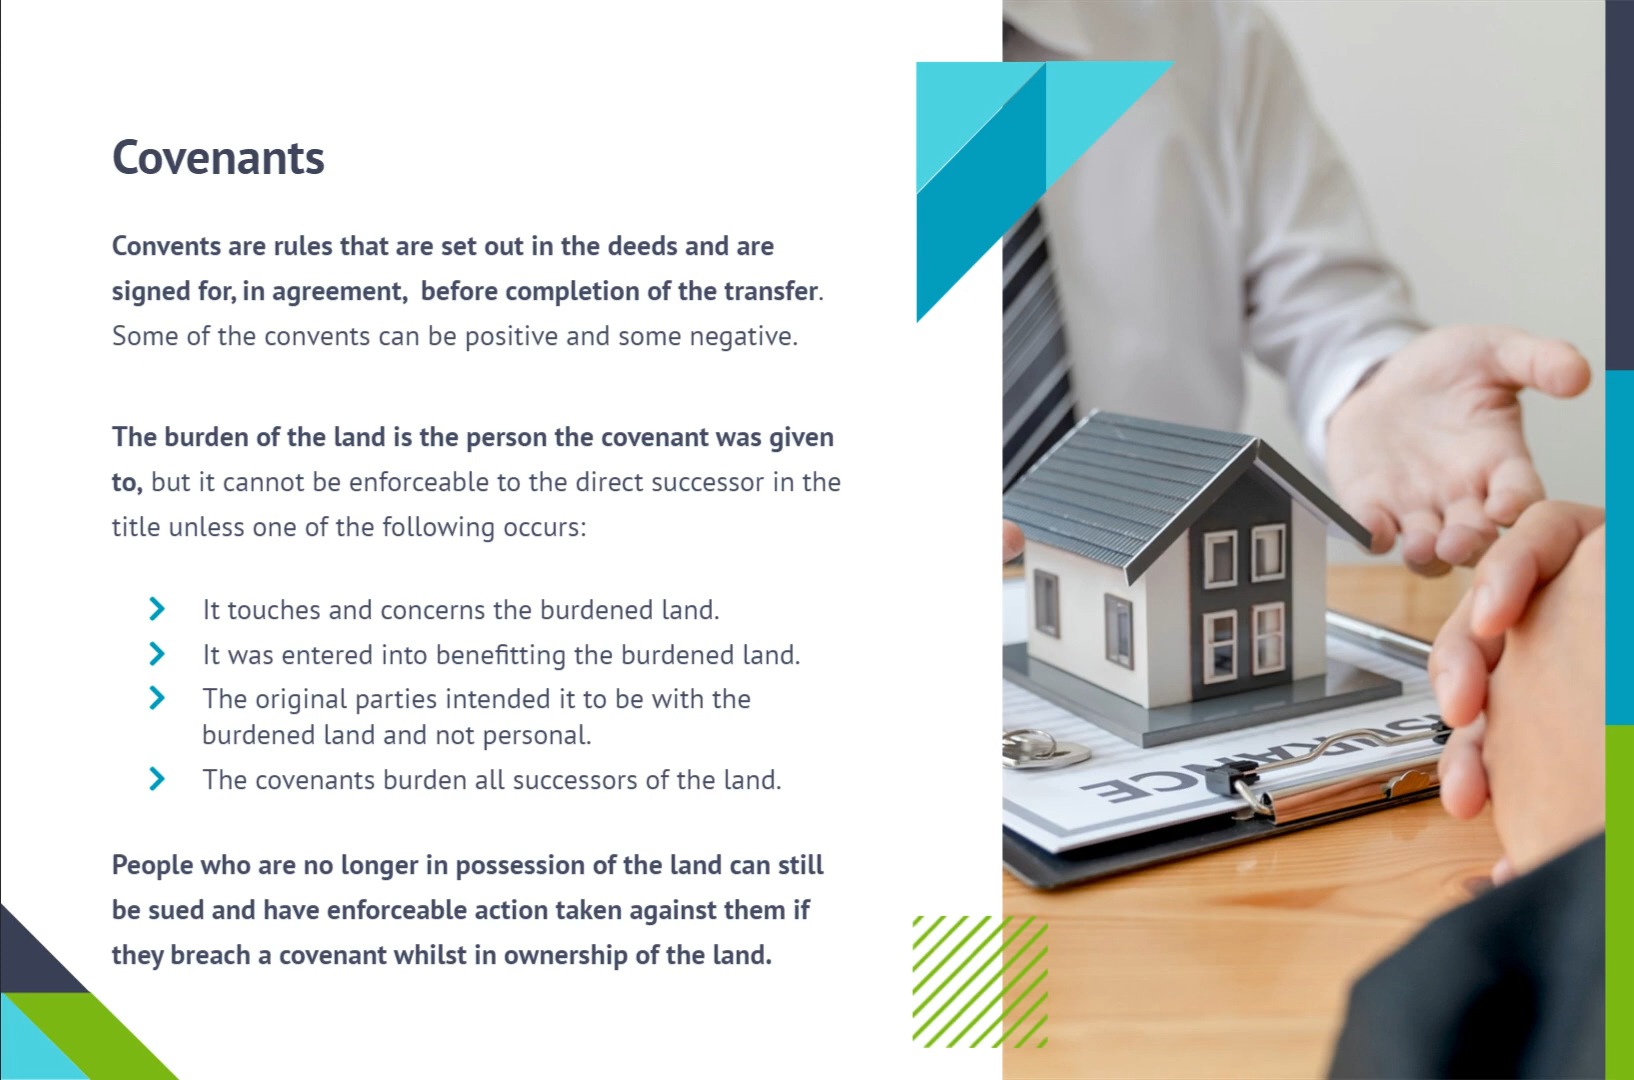 Covenants
Convents are rules that are set out in the deeds and are
signed for, in agreement,  before completion of the transfer.
Some of the convents can be positive and some negative.
The burden of the land is the person the covenant was given
to, but it cannot be enforceable to the direct successor in the
title unless one of the following occurs:
It touches and concerns the burdened land.
It was entered into benefitting the burdened land.
The original parties intended it to be with the
burdened land and not personal.
The covenants burden all successors of the land.
People who are no longer in possession of the land can still
be sued and have enforceable action taken against them if
they breach a covenant whilst in ownership of the land.